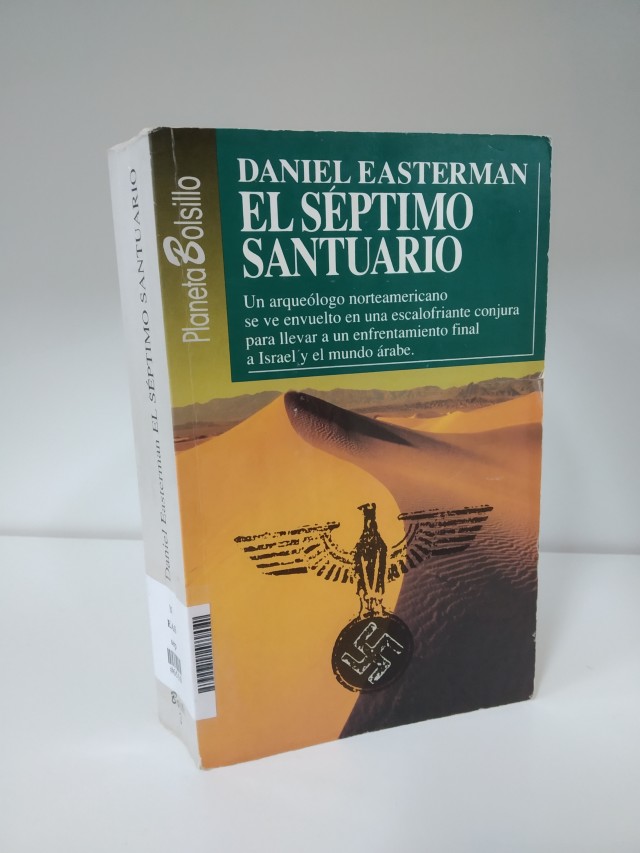 DANIEL EASTERMAN
EL SÉPTIMO
SANTUARIO
Un arqueólogo norteamericano
se ve envuelto en una escalofriante conjura
para llevar a un enfrentamiento final
a Israel y el mundo árabe.
Planeta Bolsillo
Daniel Easterman EL SÉPTIMO SANTUARIO